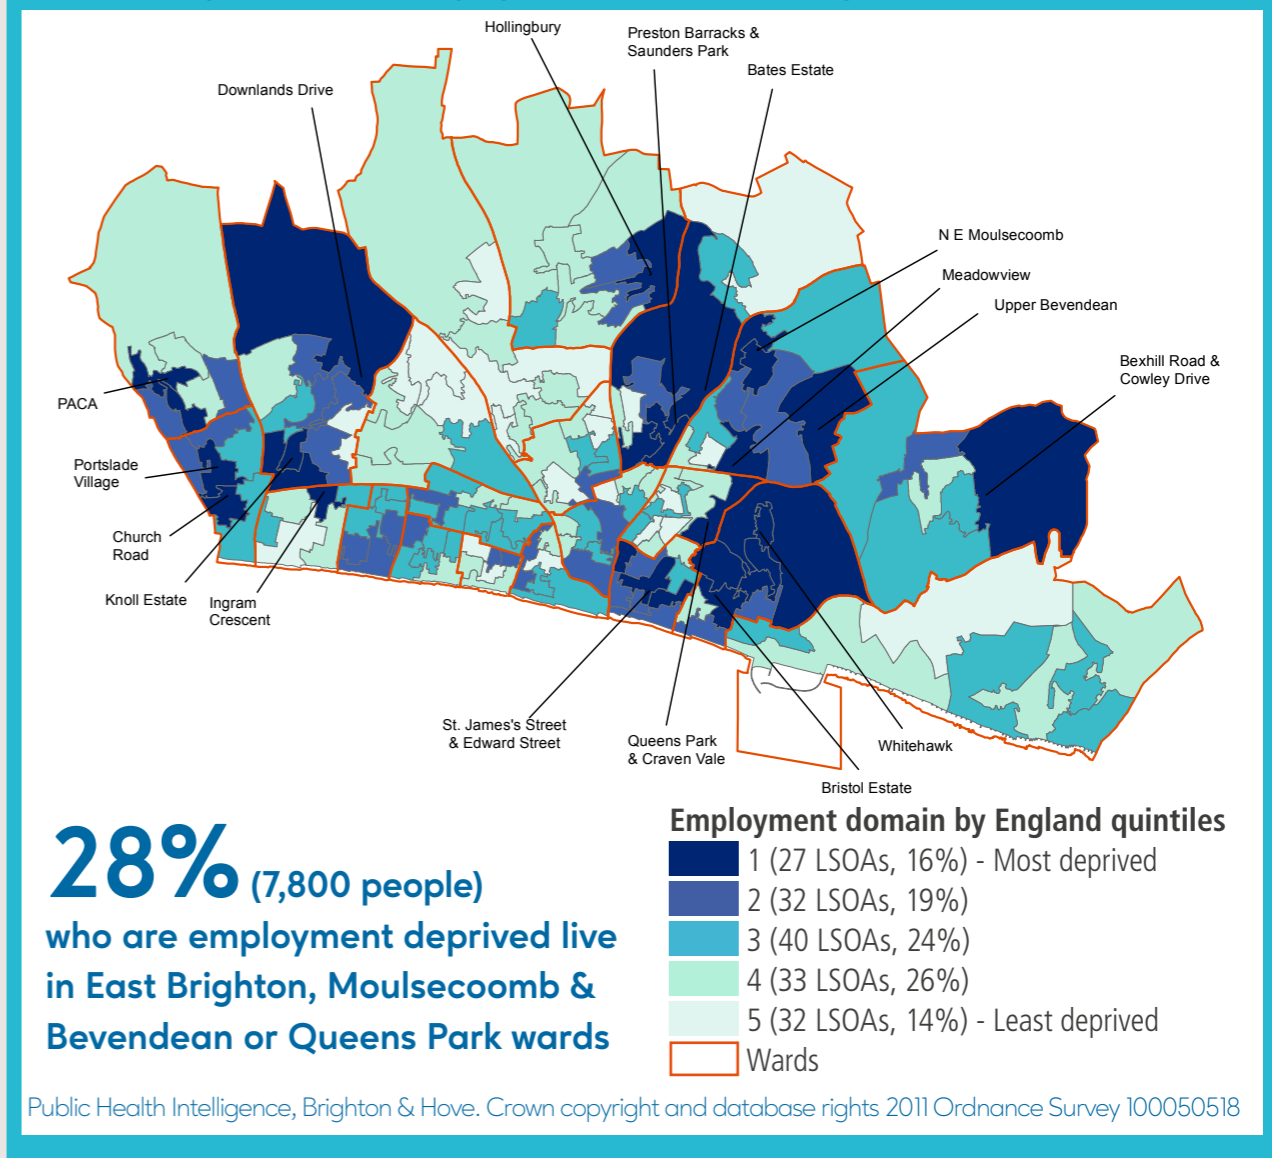 Hollingbury
Preston Barracks &
Saunders Park
Bates Estate
Downlands Drive
N E Moulsecoomb
Meadowview
Upper Bevendean
Bexhill Road &
Cowley Drive
PACA
Portslade
Village
Church
Road
Knoll Estate
Ingram
Crescent
St. James's Street
& Edward Street
Queens Park
& Craven Vale
Whitehawk
Bristol Estate
28% (7,800 people)
who are employment deprived live
in East Brighton, Moulsecoomb &
Bevendean or Queens Park wards
Employment domain by England quintiles
1 (27 LSOAs, 16%) - Most deprived
2 (32 LSOAs, 19%)
3 (40 LSOAs, 24%)
4 (33 LSOAs, 26%)
5 (32 LSOAs, 14%) - Least deprived
Wards
Public Health Intelligence, Brighton & Hove. Crown copyright and database rights 2011 Ordnance Survey 100050518